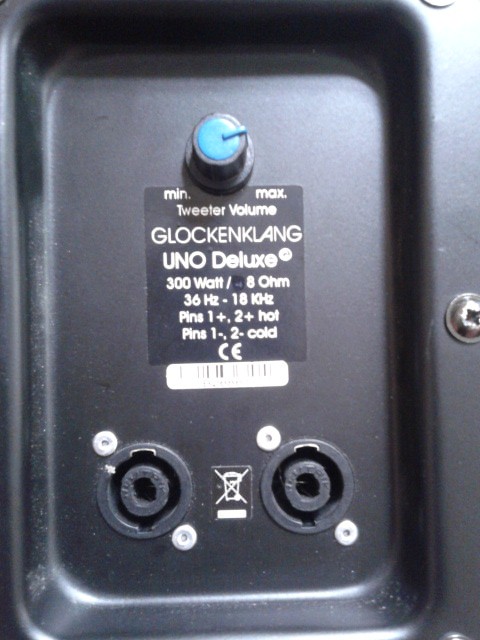 min. max.
Tweeter Volume
GLOCKENKLANG
UNO Deluxe
300 Watt / 8 Ohm
36 Hz - 18 KHz
Pins 1+, 2+ hot
Pins 1-, 2- cold
CE